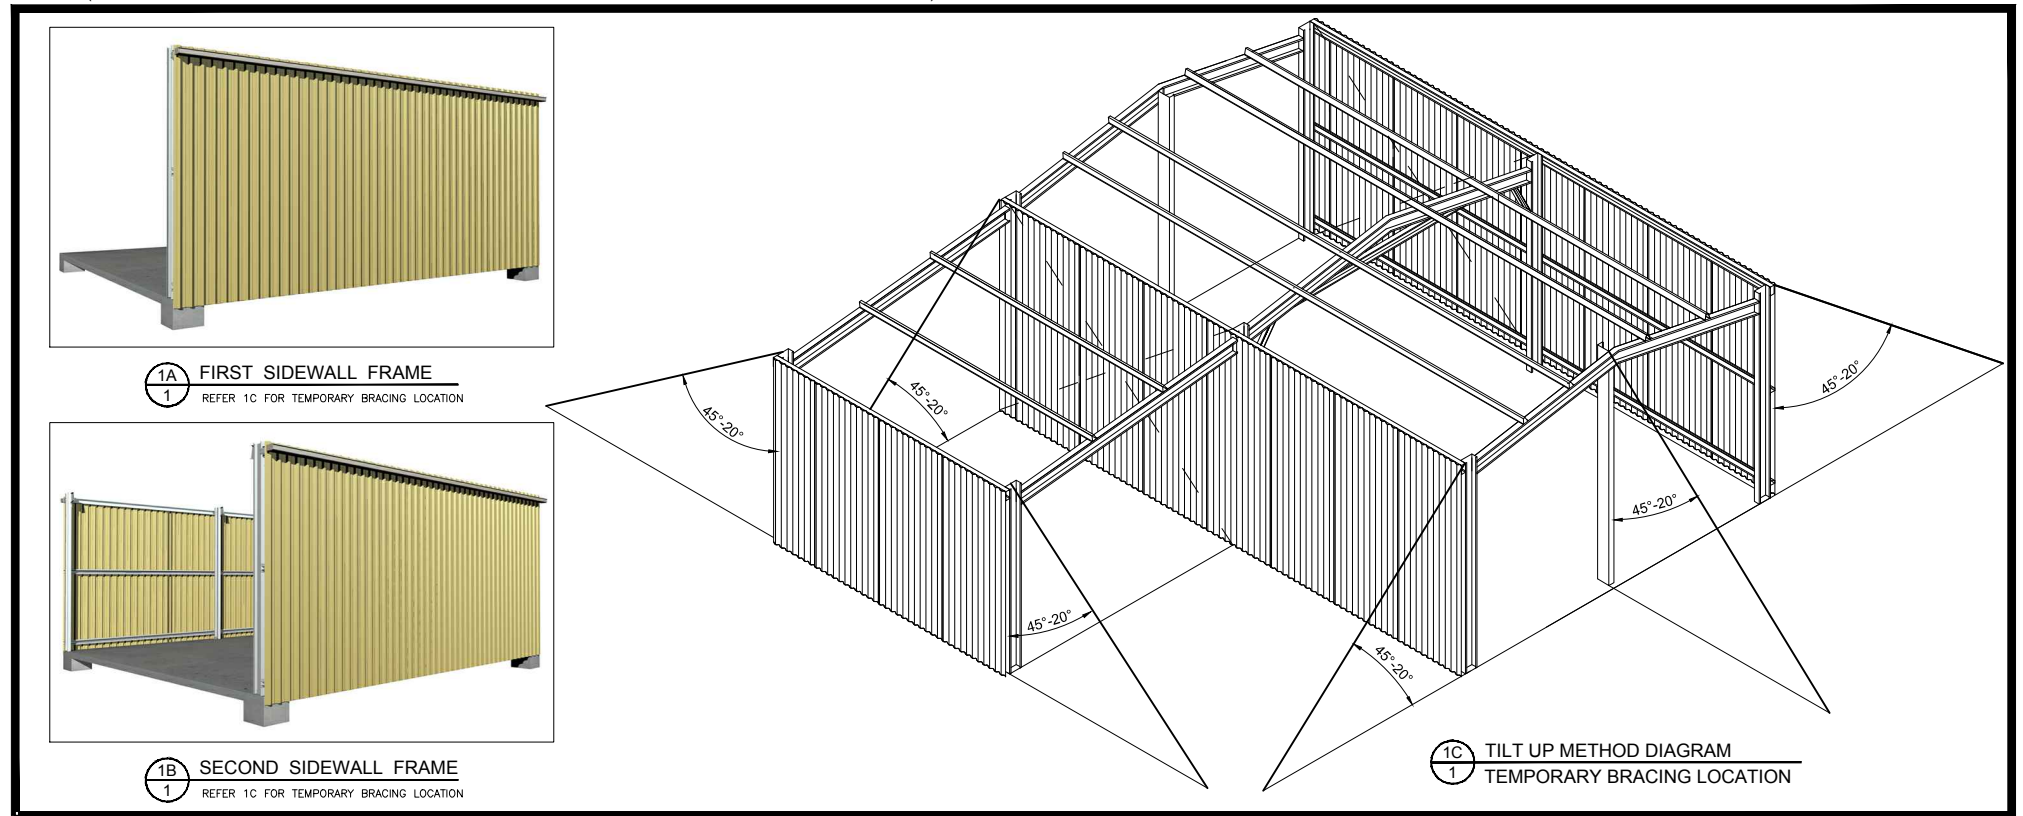 1A
1
FIRST SIDEWALL FRAME
REFER 1C FOR TEMPORARY BRACING LOCATION
1B
1
SECOND SIDEWALL FRAME
REFER 1C FOR TEMPORARY BRACING LOCATION
45°-20°
45°-20°
45°-20°
45°-20°
45°-20°
45°-20°
1C
1
TILT UP METHOD DIAGRAM
TEMPORARY BRACING LOCATION